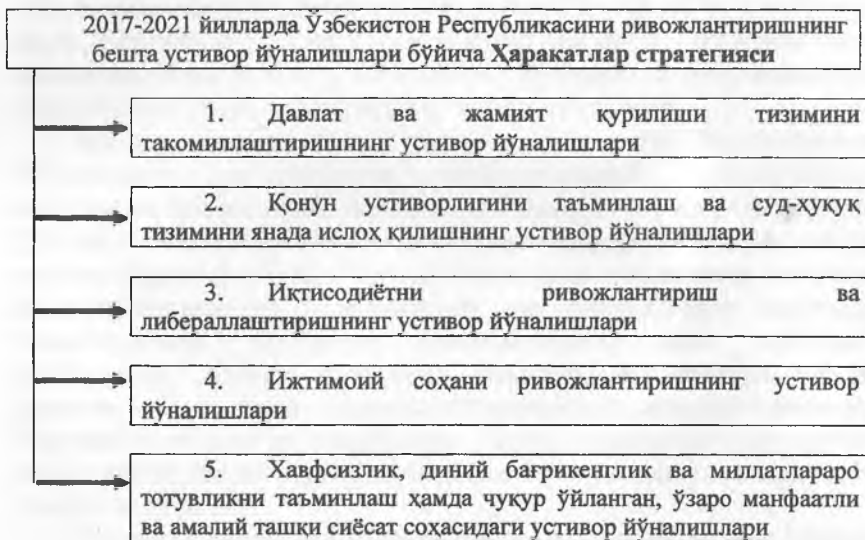 2017-2021 йилларда Ўзбекистон Республикасини ривожлантиришнинг
бешта устивор йўналишлари бўйича Ҳаракатлар стратегияси
1. Давлат ва жамият қурилиши тизимини
такомиллаштиришнинг устивор йўналишлари
2. Қонун устиворлигини таъминлаш ва суд-ҳуқуқ
тизимини янада ислоҳ қилишнинг устивор йўналишлари
3. Иқтисодиётни ривожлантириш ва
либераллаштиришнинг устивор йўналишлари
4. Ижтимоий соҳани ривожлантиришнинг устивор
йўналишлари
5. Хавфсизлик, диний бағрикенглик ва миллатлараро
тотувликни таъминлаш ҳамда чуқур ўйланган, ўзаро манфаатли
ва амалий ташқи сиёсат соҳасидаги устивор йўналишлари